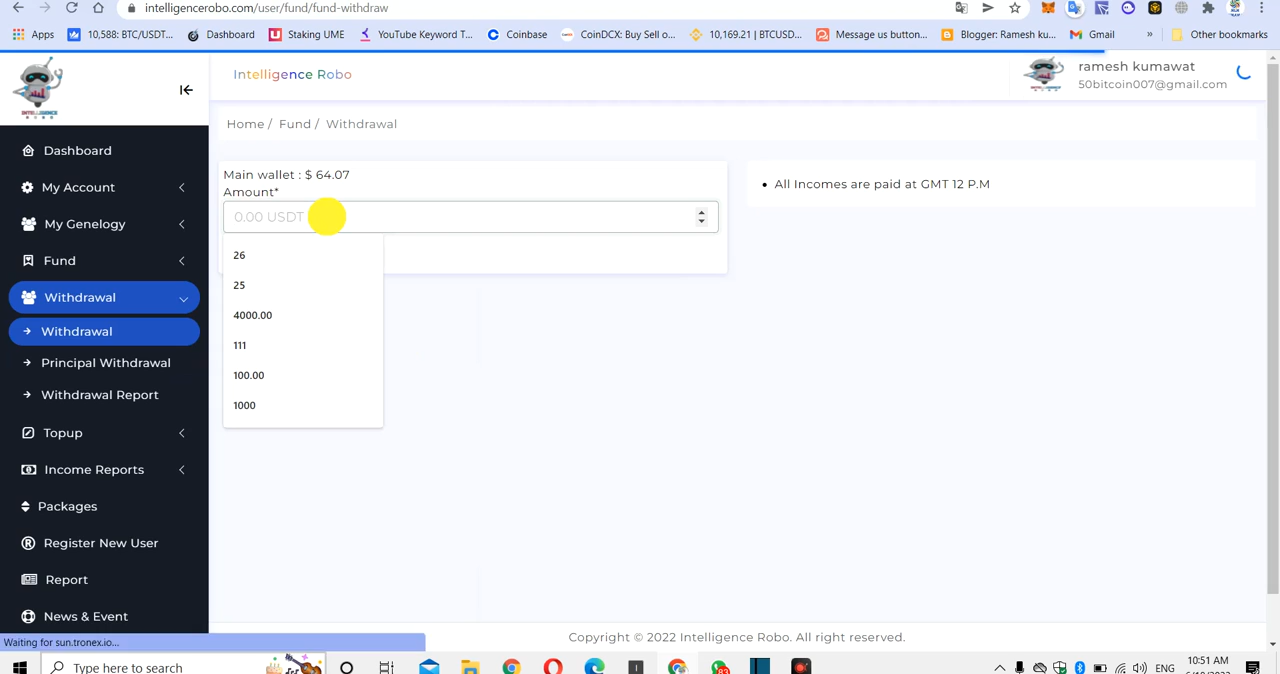 intelligencerobo.com/user/fund/fund-withdraw
Apps
10,588: BTC/USDT...
Dashboard
Staking UME
YouTube Keyword T...
Coinbase
CoinDCX: Buy Sell o...
10,169.21 | BTCUSD...
Message us button...
Blogger: Ramesh ku...
Gmail
»
Other bookmarks
INTELLIGENCE
Intelligence Robo
ramesh kumawat
50bitcoin007@gmail.com
Home / Fund / Withdrawal
Dashboard
My Account
My Genelogy
Fund
Withdrawal
Withdrawal
Principal Withdrawal
Withdrawal Report
Topup
Income Reports
Packages
Register New User
Report
News & Event
Main wallet : $ 64.07
Amount*
0.00 USDT
26
25
4000.00
111
100.00
1000
All Incomes are paid at GMT 12 P.M
Copyright © 2022 Intelligence Robo. All right reserved.
Waiting for sun.tronex.io...
Type here to search
ENG
10:51 AM